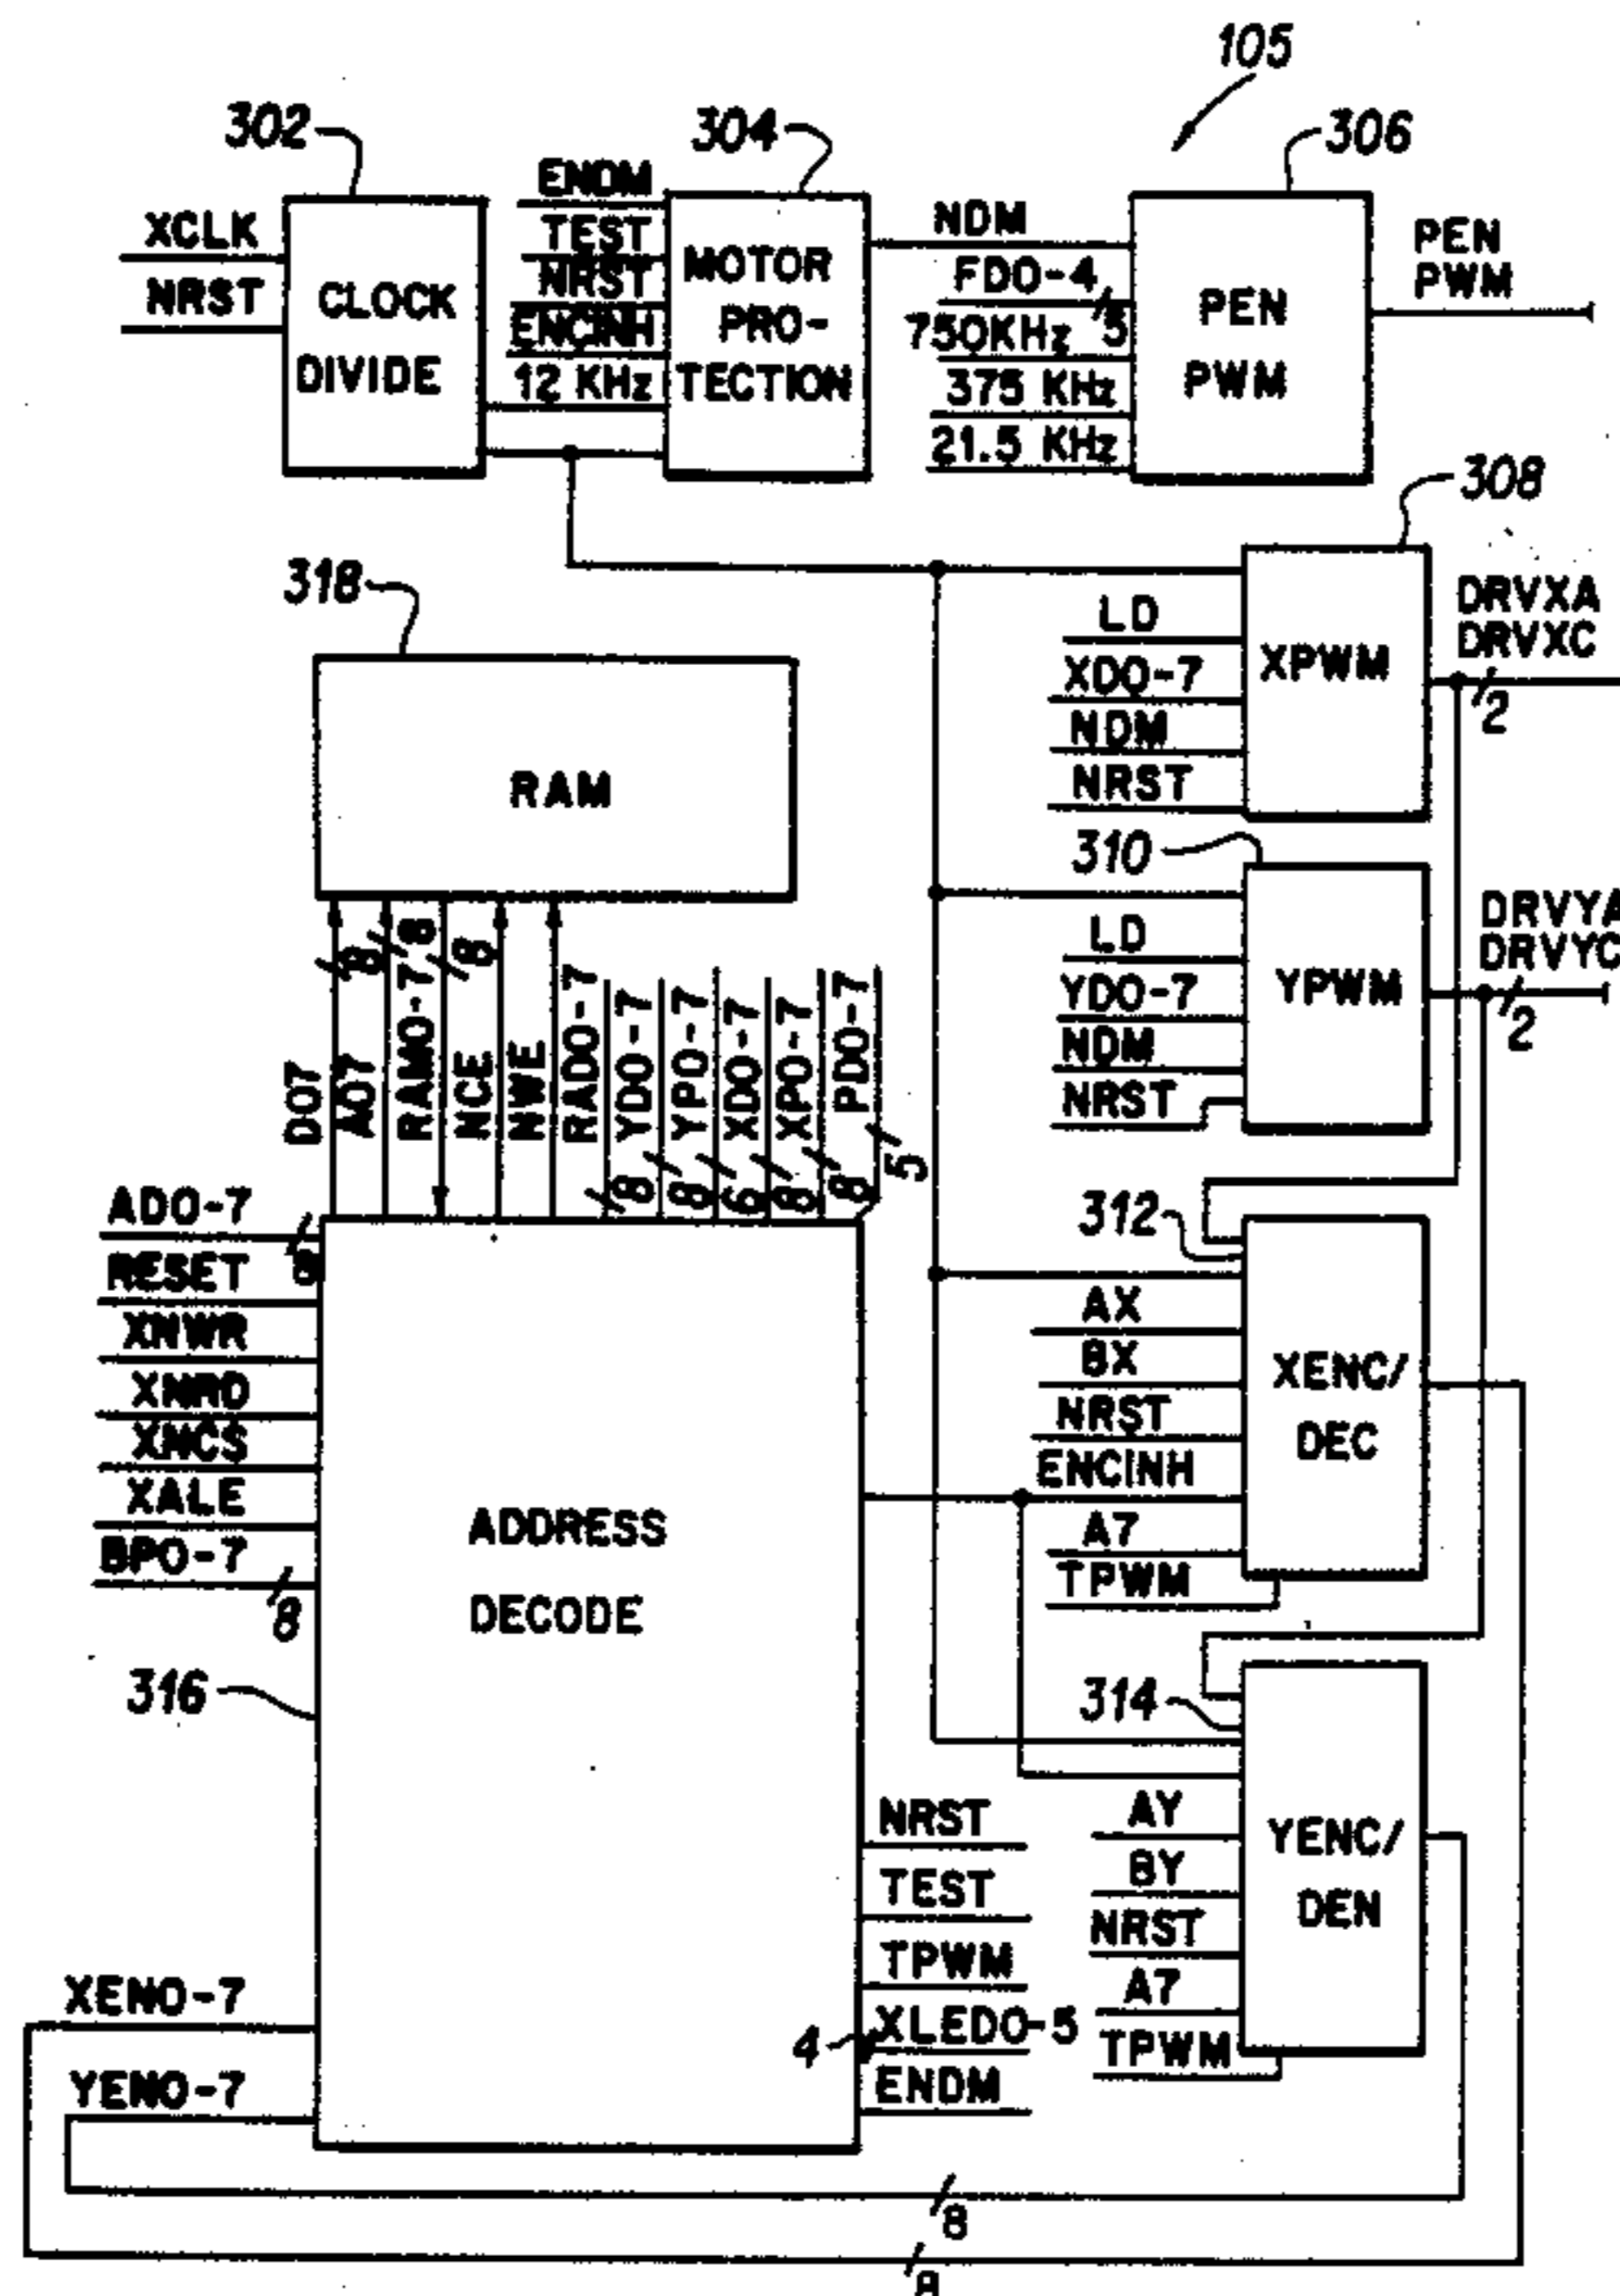 105
302
304
306
XCLK
NRST
CLOCK
DIVIDE
ENDM
TEST
NRST
ENCINH
12 KHz
MOTOR
PRO-
TECTION
NDM
FDO-4
5
750KHz
375 KHz
21.5 KHz
PEN
PWM
PEN
PWM
308
LD
XDO-7
NDM
NRST
XPWM
DRVXA
DRVXC
2
318
RAM
310
LD
YDO-7
NDM
NRST
YPWM
DRVYA
DRVYC
2
8
8
8
DO7
AO7
RAMO-7
NCE
NWE
RADO-7
YDO-7
YPO-7
XDO-7
XPO-7
PDO-7
8
8
6
8
8
5
ADO-7
8
RESET
XNWR
XNRD
XNCS
XALE
BPO-7
8
316
ADDRESS
DECODE
312
AX
BX
NRST
ENCINH
A7
TPWM
XENC/
DEC
314
AY
BY
NRST
A7
TPWM
YENC/
DEN
NRST
TEST
TPWM
4
XLEDO-5
ENDM
XENO-7
YENO-7
8
8